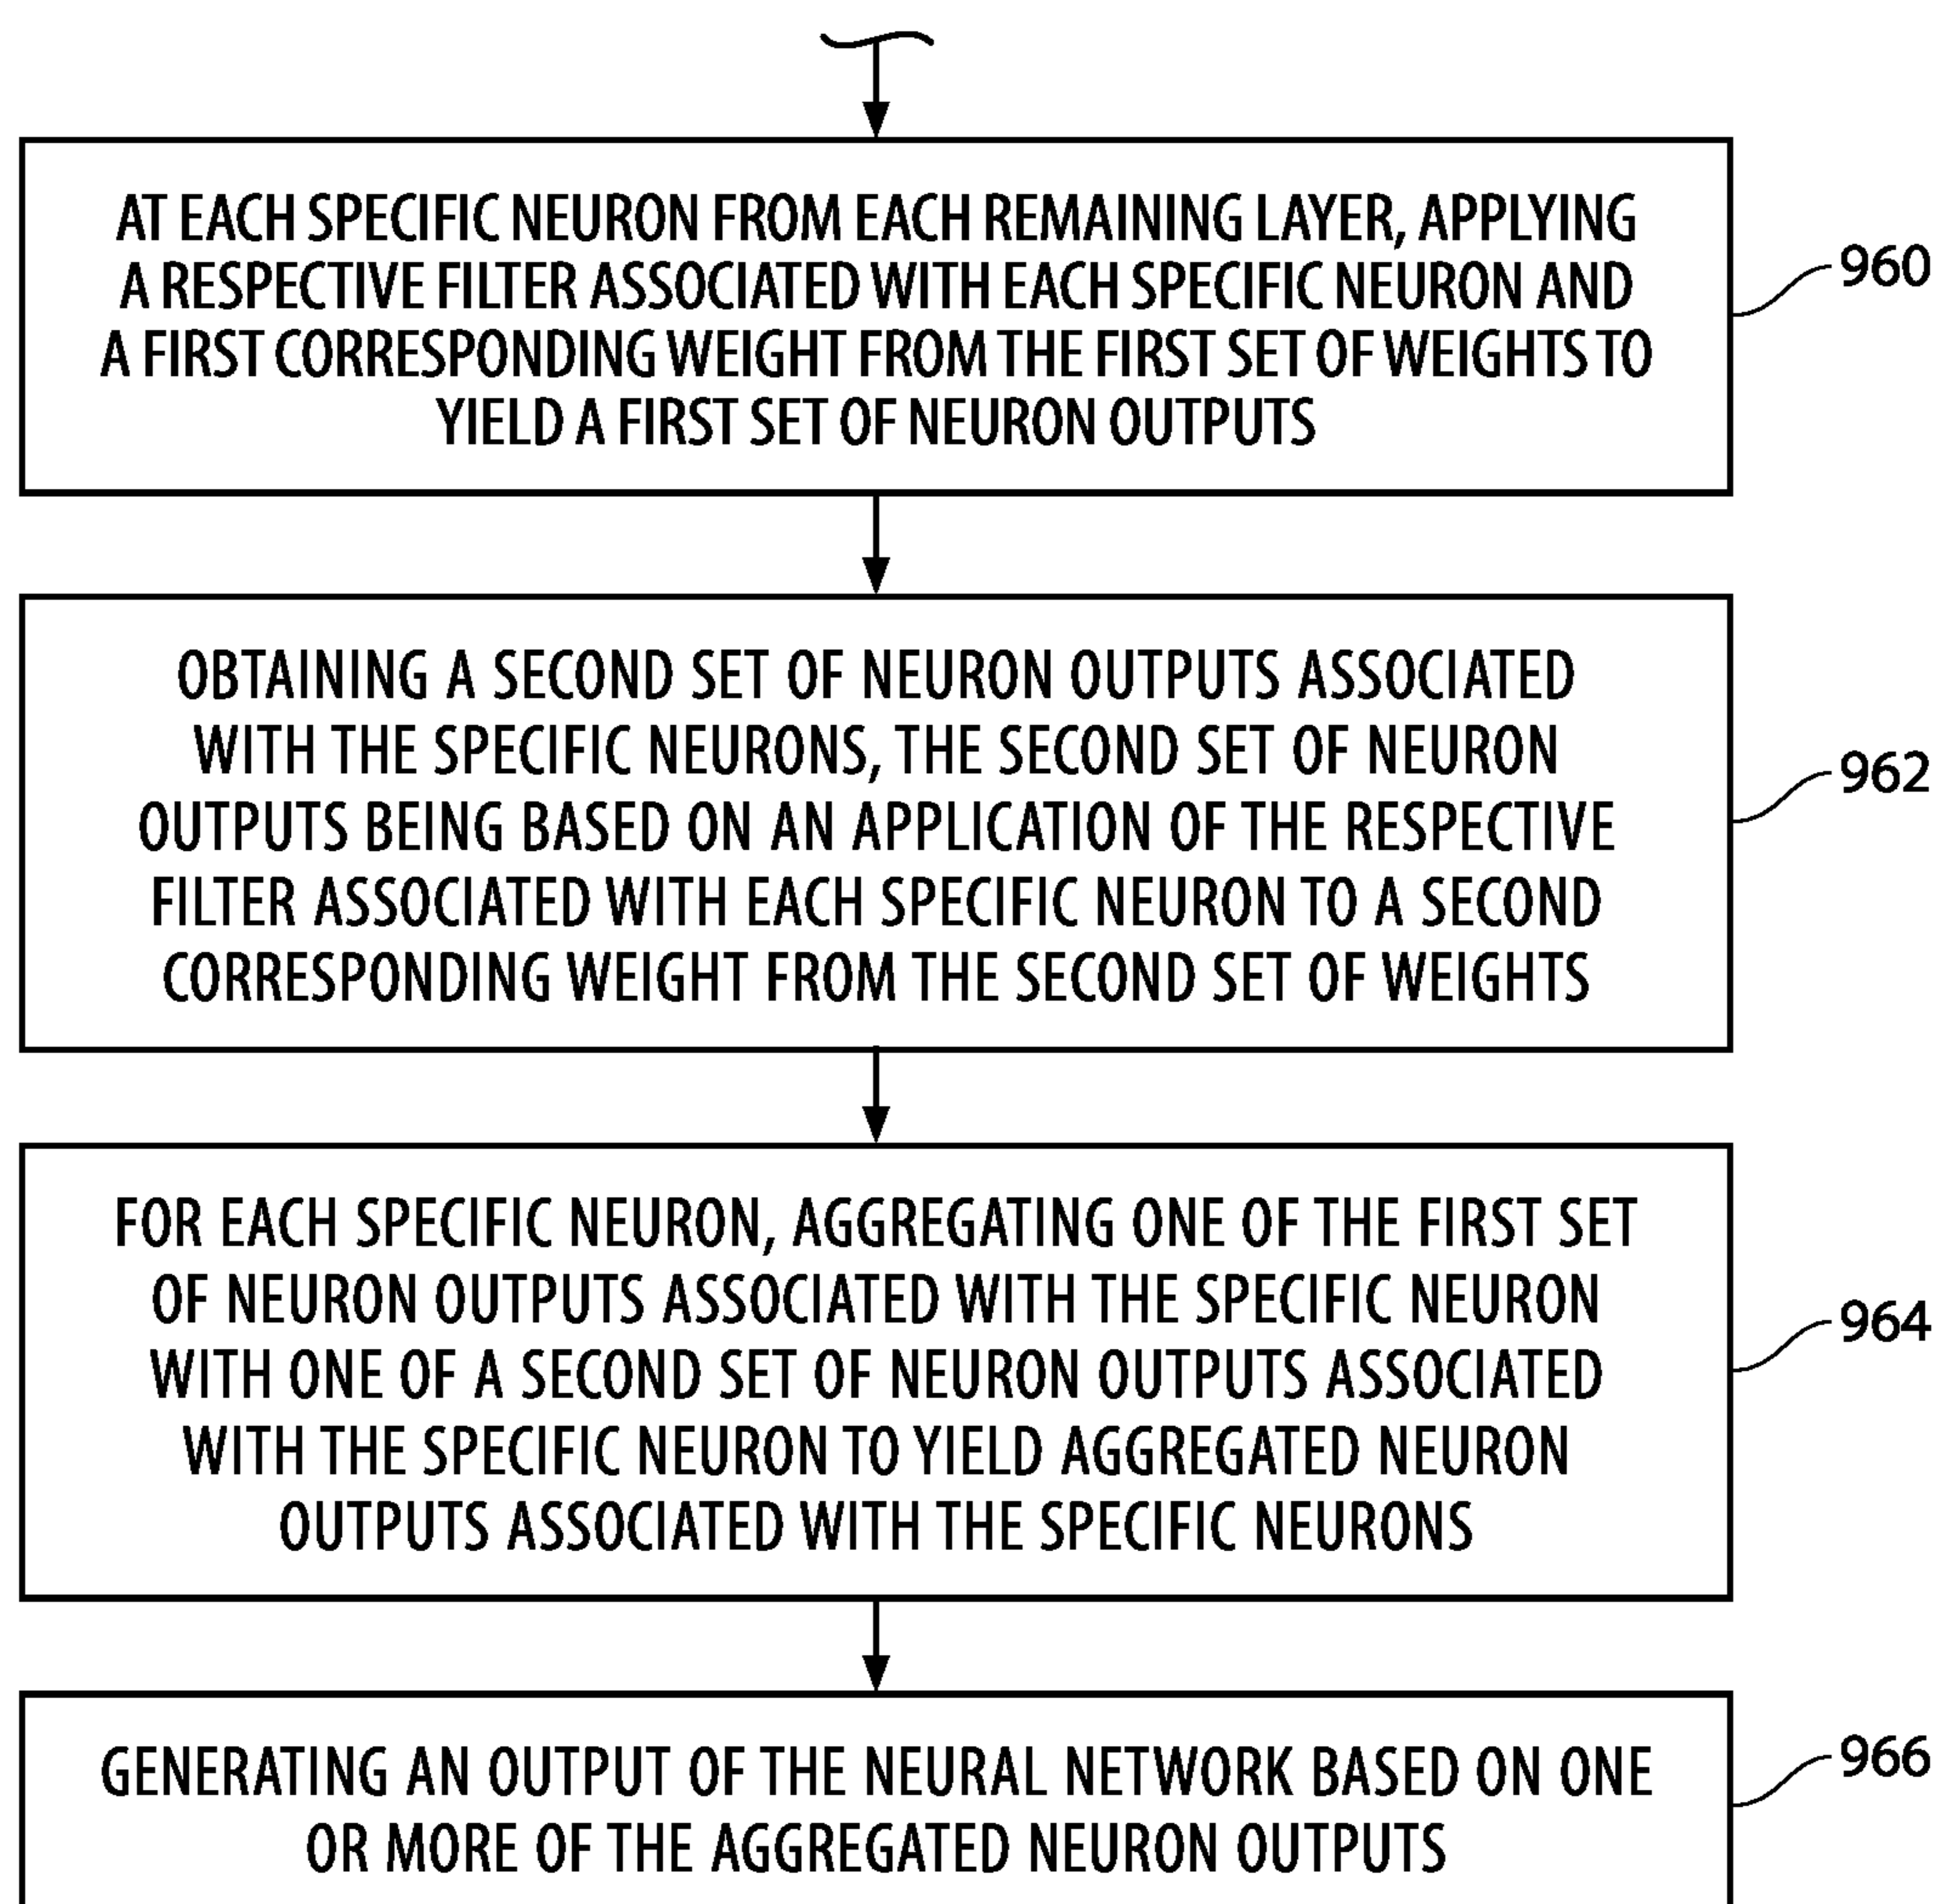 AT EACH SPECIFIC NEURON FROM EACH REMAINING LAYER, APPLYING
A RESPECTIVE FILTER ASSOCIATED WITH EACH SPECIFIC NEURON AND
A FIRST CORRESPONDING WEIGHT FROM THE FIRST SET OF WEIGHTS TO
YIELD A FIRST SET OF NEURON OUTPUTS
960
OBTAINING A SECOND SET OF NEURON OUTPUTS ASSOCIATED
WITH THE SPECIFIC NEURONS, THE SECOND SET OF NEURON
OUTPUTS BEING BASED ON AN APPLICATION OF THE RESPECTIVE
FILTER ASSOCIATED WITH EACH SPECIFIC NEURON TO A SECOND
CORRESPONDING WEIGHT FROM THE SECOND SET OF WEIGHTS
962
FOR EACH SPECIFIC NEURON, AGGREGATING ONE OF THE FIRST SET
OF NEURON OUTPUTS ASSOCIATED WITH THE SPECIFIC NEURON
WITH ONE OF A SECOND SET OF NEURON OUTPUTS ASSOCIATED
WITH THE SPECIFIC NEURON TO YIELD AGGREGATED NEURON
OUTPUTS ASSOCIATED WITH THE SPECIFIC NEURONS
964
GENERATING AN OUTPUT OF THE NEURAL NETWORK BASED ON ONE
OR MORE OF THE AGGREGATED NEURON OUTPUTS
966